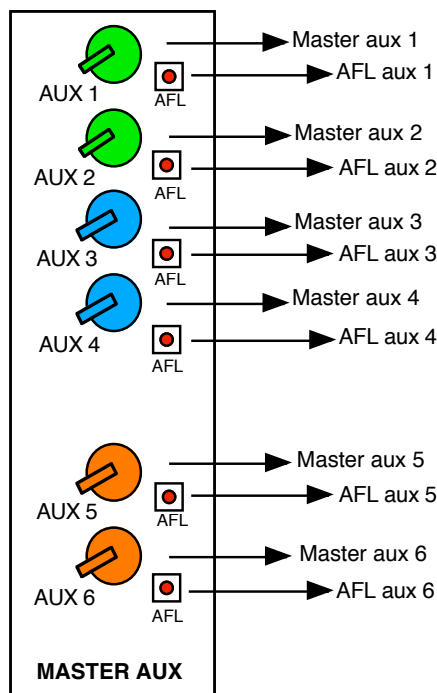 Master aux 1
AFL aux 1
AUX 1
AFL
Master aux 2
AFL aux 2
AUX 2
AFL
Master aux 3
AFL aux 3
AUX 3
AFL
Master aux 4
AFL aux 4
AUX 4
AFL
Master aux 5
AFL aux 5
AUX 5
AFL
Master aux 6
AFL aux 6
AUX 6
AFL
MASTER AUX